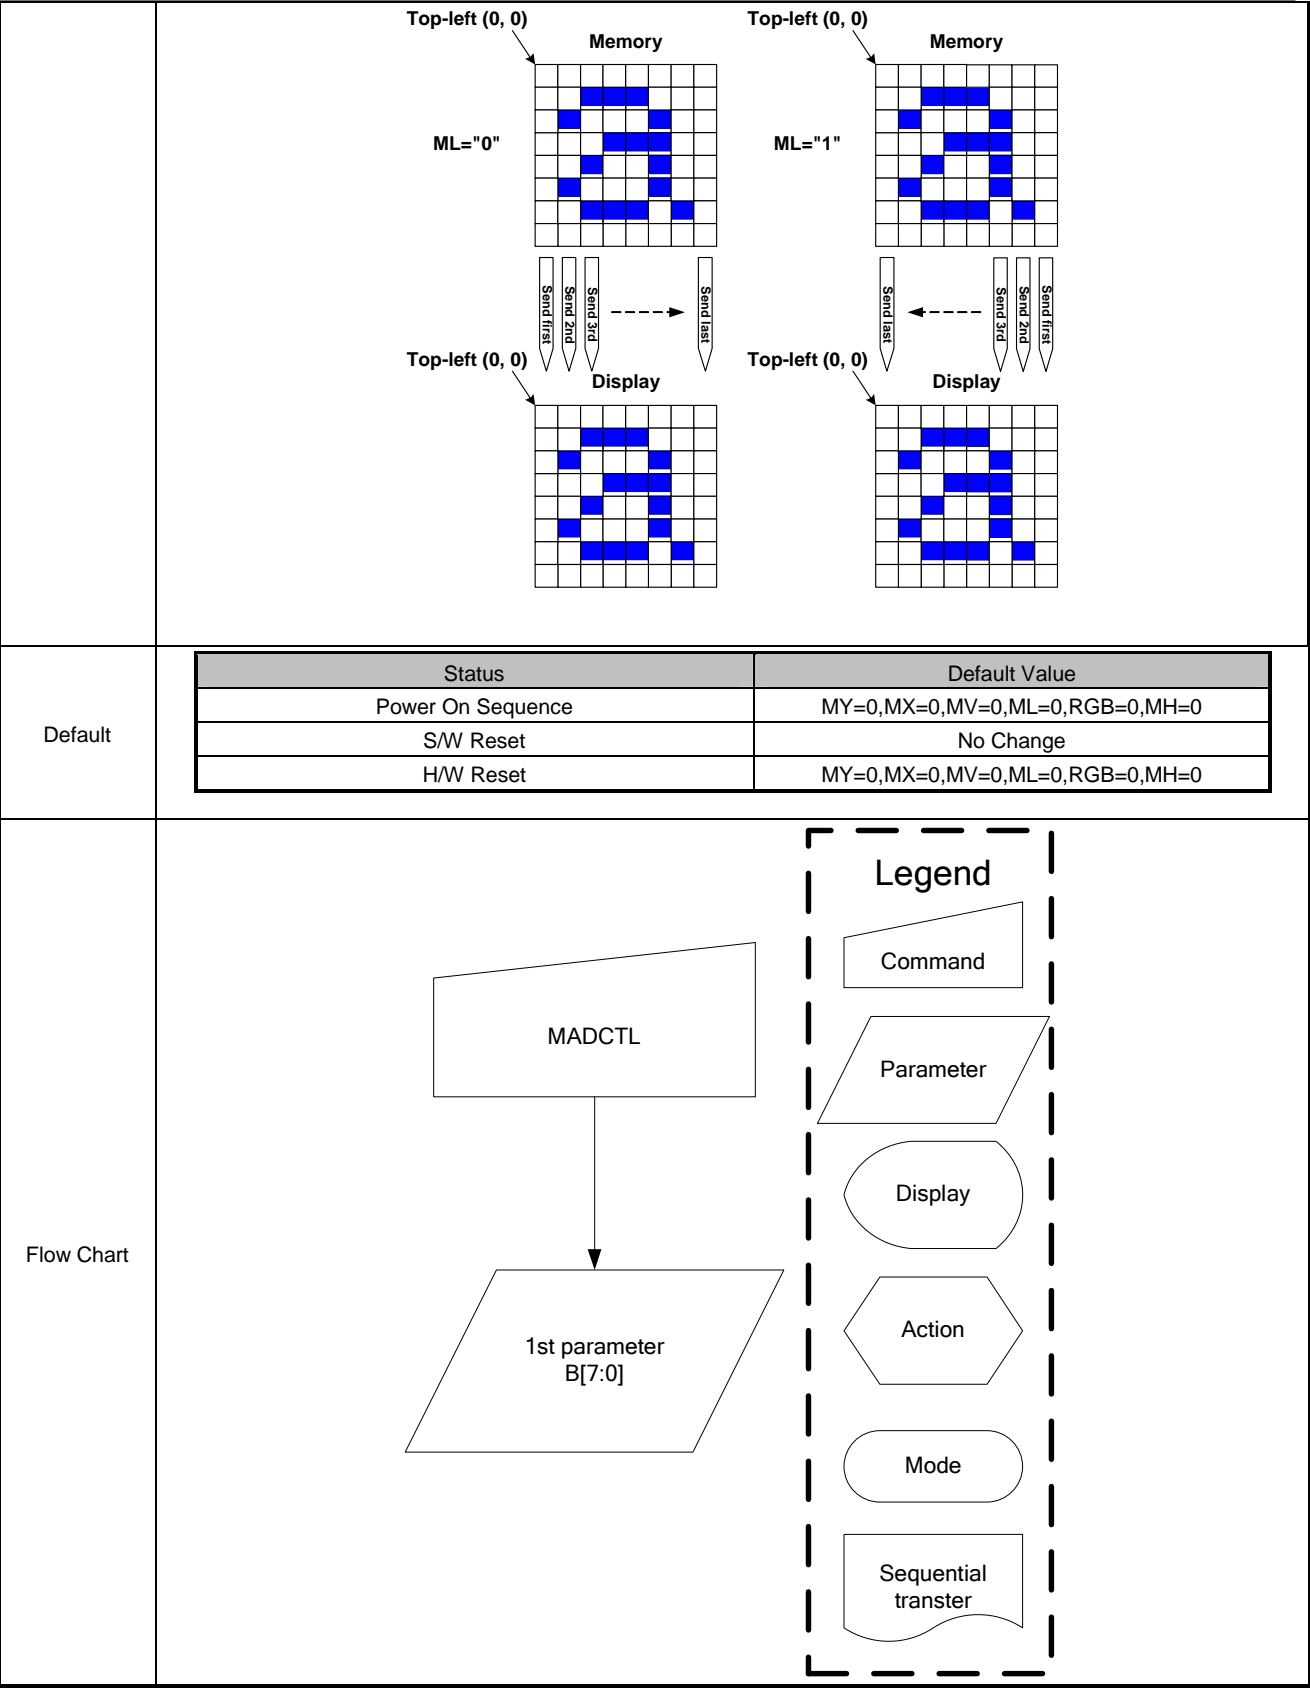 Top-left (0, 0)
Memory
ML="0"
Send first
Send 2nd
Send 3rd
Send last
Top-left (0, 0)
Display
Top-left (0, 0)
Memory
ML="1"
Send last
Send 3rd
Send 2nd
Send first
Top-left (0, 0)
Display
Default
Status Default Value
Power On Sequence MY=0,MX=0,MV=0,ML=0,RGB=0,MH=0
S/W Reset No Change
H/W Reset MY=0,MX=0,MV=0,ML=0,RGB=0,MH=0
Flow Chart
MADCTL
1st parameter
B[7:0]
Legend
Command
Parameter
Display
Action
Mode
Sequential
transter